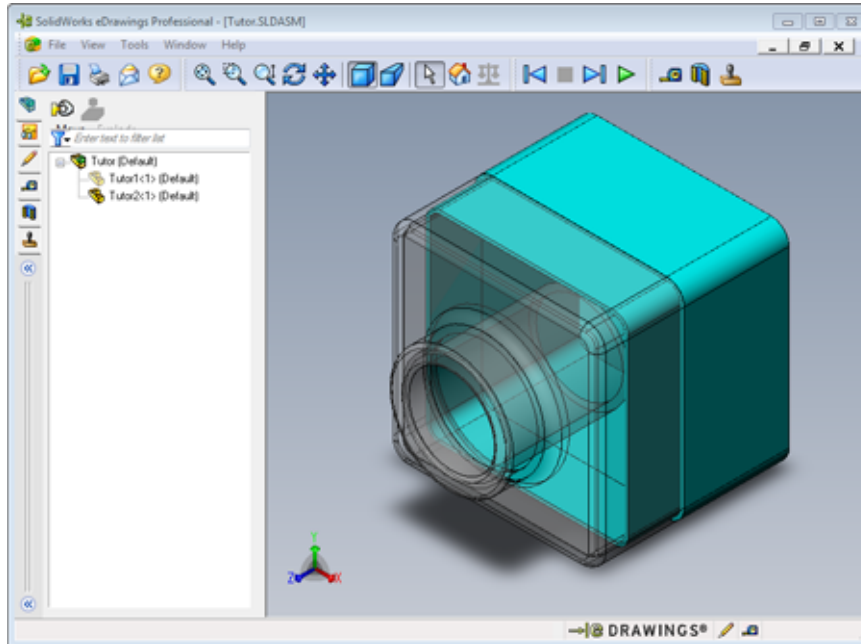 SolidWorks eDrawings Professional - [Tutor.SLDASM]
File View Tools Window Help
Enter text to filter list
Tutor (Default)
Tutor1<1> (Default)
Tutor2<1> (Default)
Y
Z X
DRAWINGS®